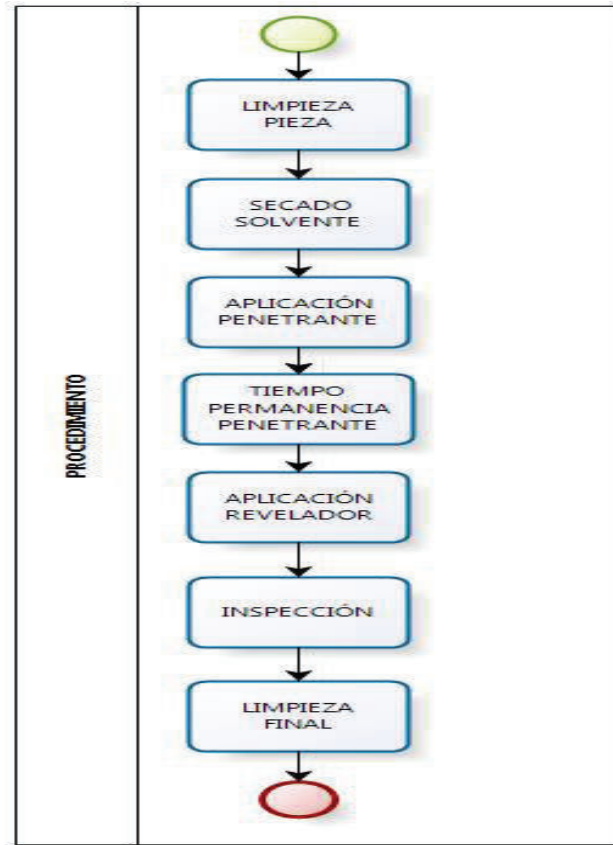 PROCEDIMIENTO
LIMPIEZA
PIEZA
SECADO
SOLVENTE
APLICACIÓN
PENETRANTE
TIEMPO
PERMANENCIA
PENETRANTE
APLICACIÓN
REVELADOR
INSPECCIÓN
LIMPIEZA
FINAL